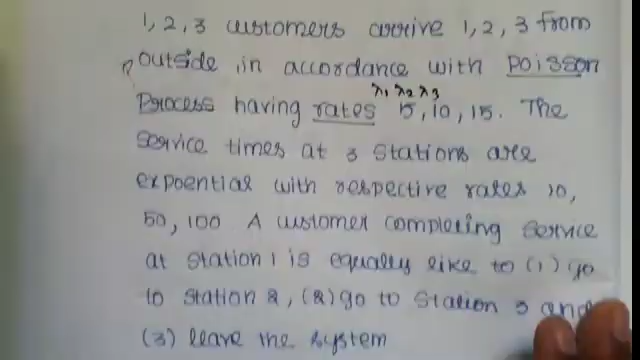 1, 2, 3 customers arrive 1, 2, 3 from
outside in accordance with Poisson
λ1 λ2 λ3
Process having rates 5, 10, 15. The
service times at 3 stations are
expoential with respective rates 10,
50, 100 A customer completing service
at station 1 is equally like to (1) go
to station 2, (2) go to station 3 and
(3) leave the system